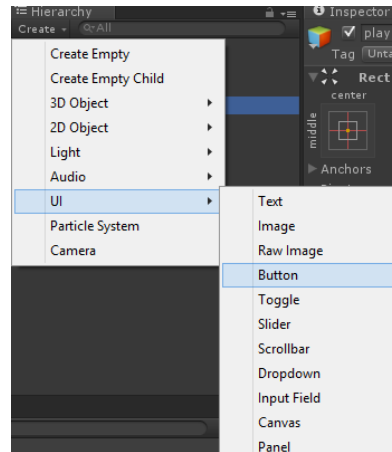 Hierarchy
Inspector
Create
All
play
Tag Unta
Rect
center
middle
Anchors
Create Empty
Create Empty Child
3D Object
2D Object
Light
Audio
UI
Particle System
Camera
Text
Image
Raw Image
Button
Toggle
Slider
Scrollbar
Dropdown
Input Field
Canvas
Panel